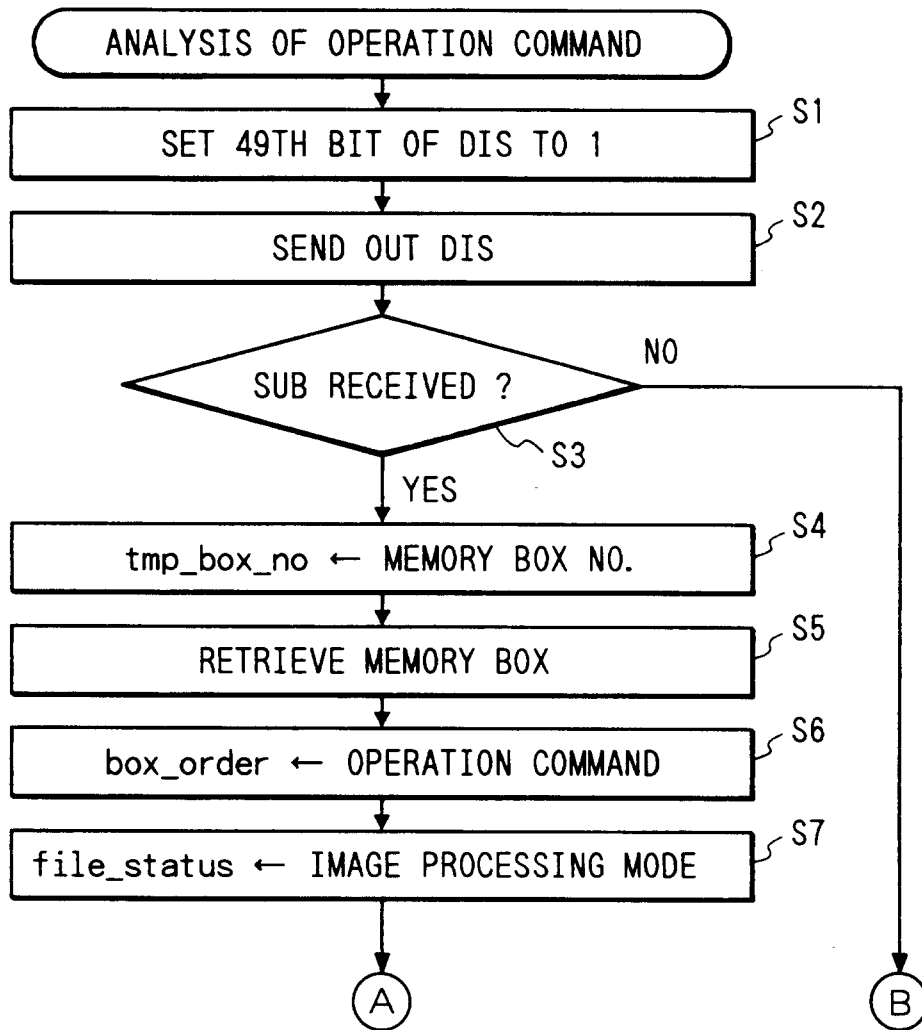 ANALYSIS OF OPERATION COMMAND
S1
SET 49TH BIT OF DIS TO 1
S2
SEND OUT DIS
NO
SUB RECEIVED ?
S3
YES
S4
tmp_box_no ← MEMORY BOX NO.
S5
RETRIEVE MEMORY BOX
S6
box_order ← OPERATION COMMAND
S7
file_status ← IMAGE PROCESSING MODE
A
B